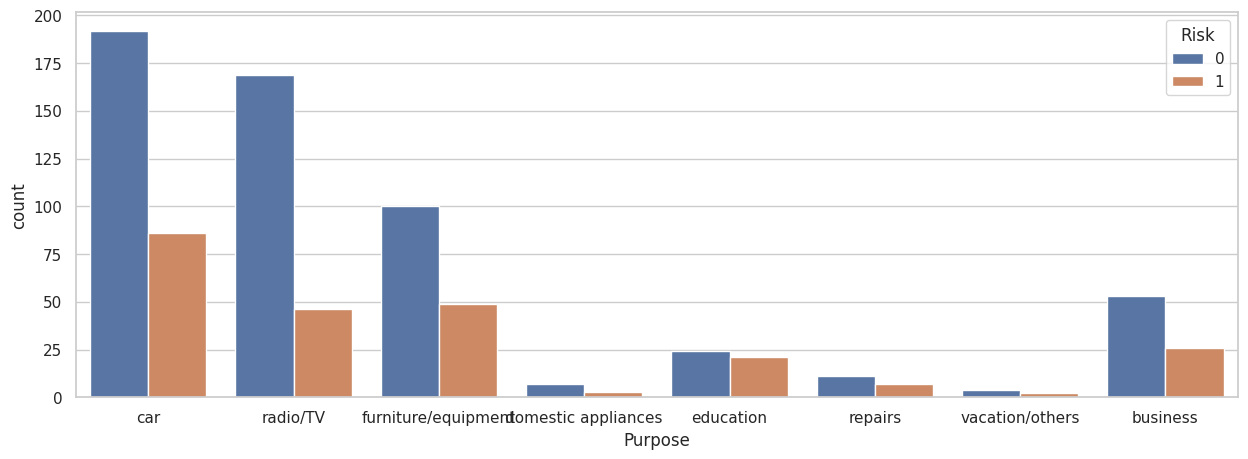 200
175
150
125
100
75
50
25
0
count
car
radio/TV
furniture/equipment
domestic appliances
education
repairs
vacation/others
business
Purpose
Risk
0
1